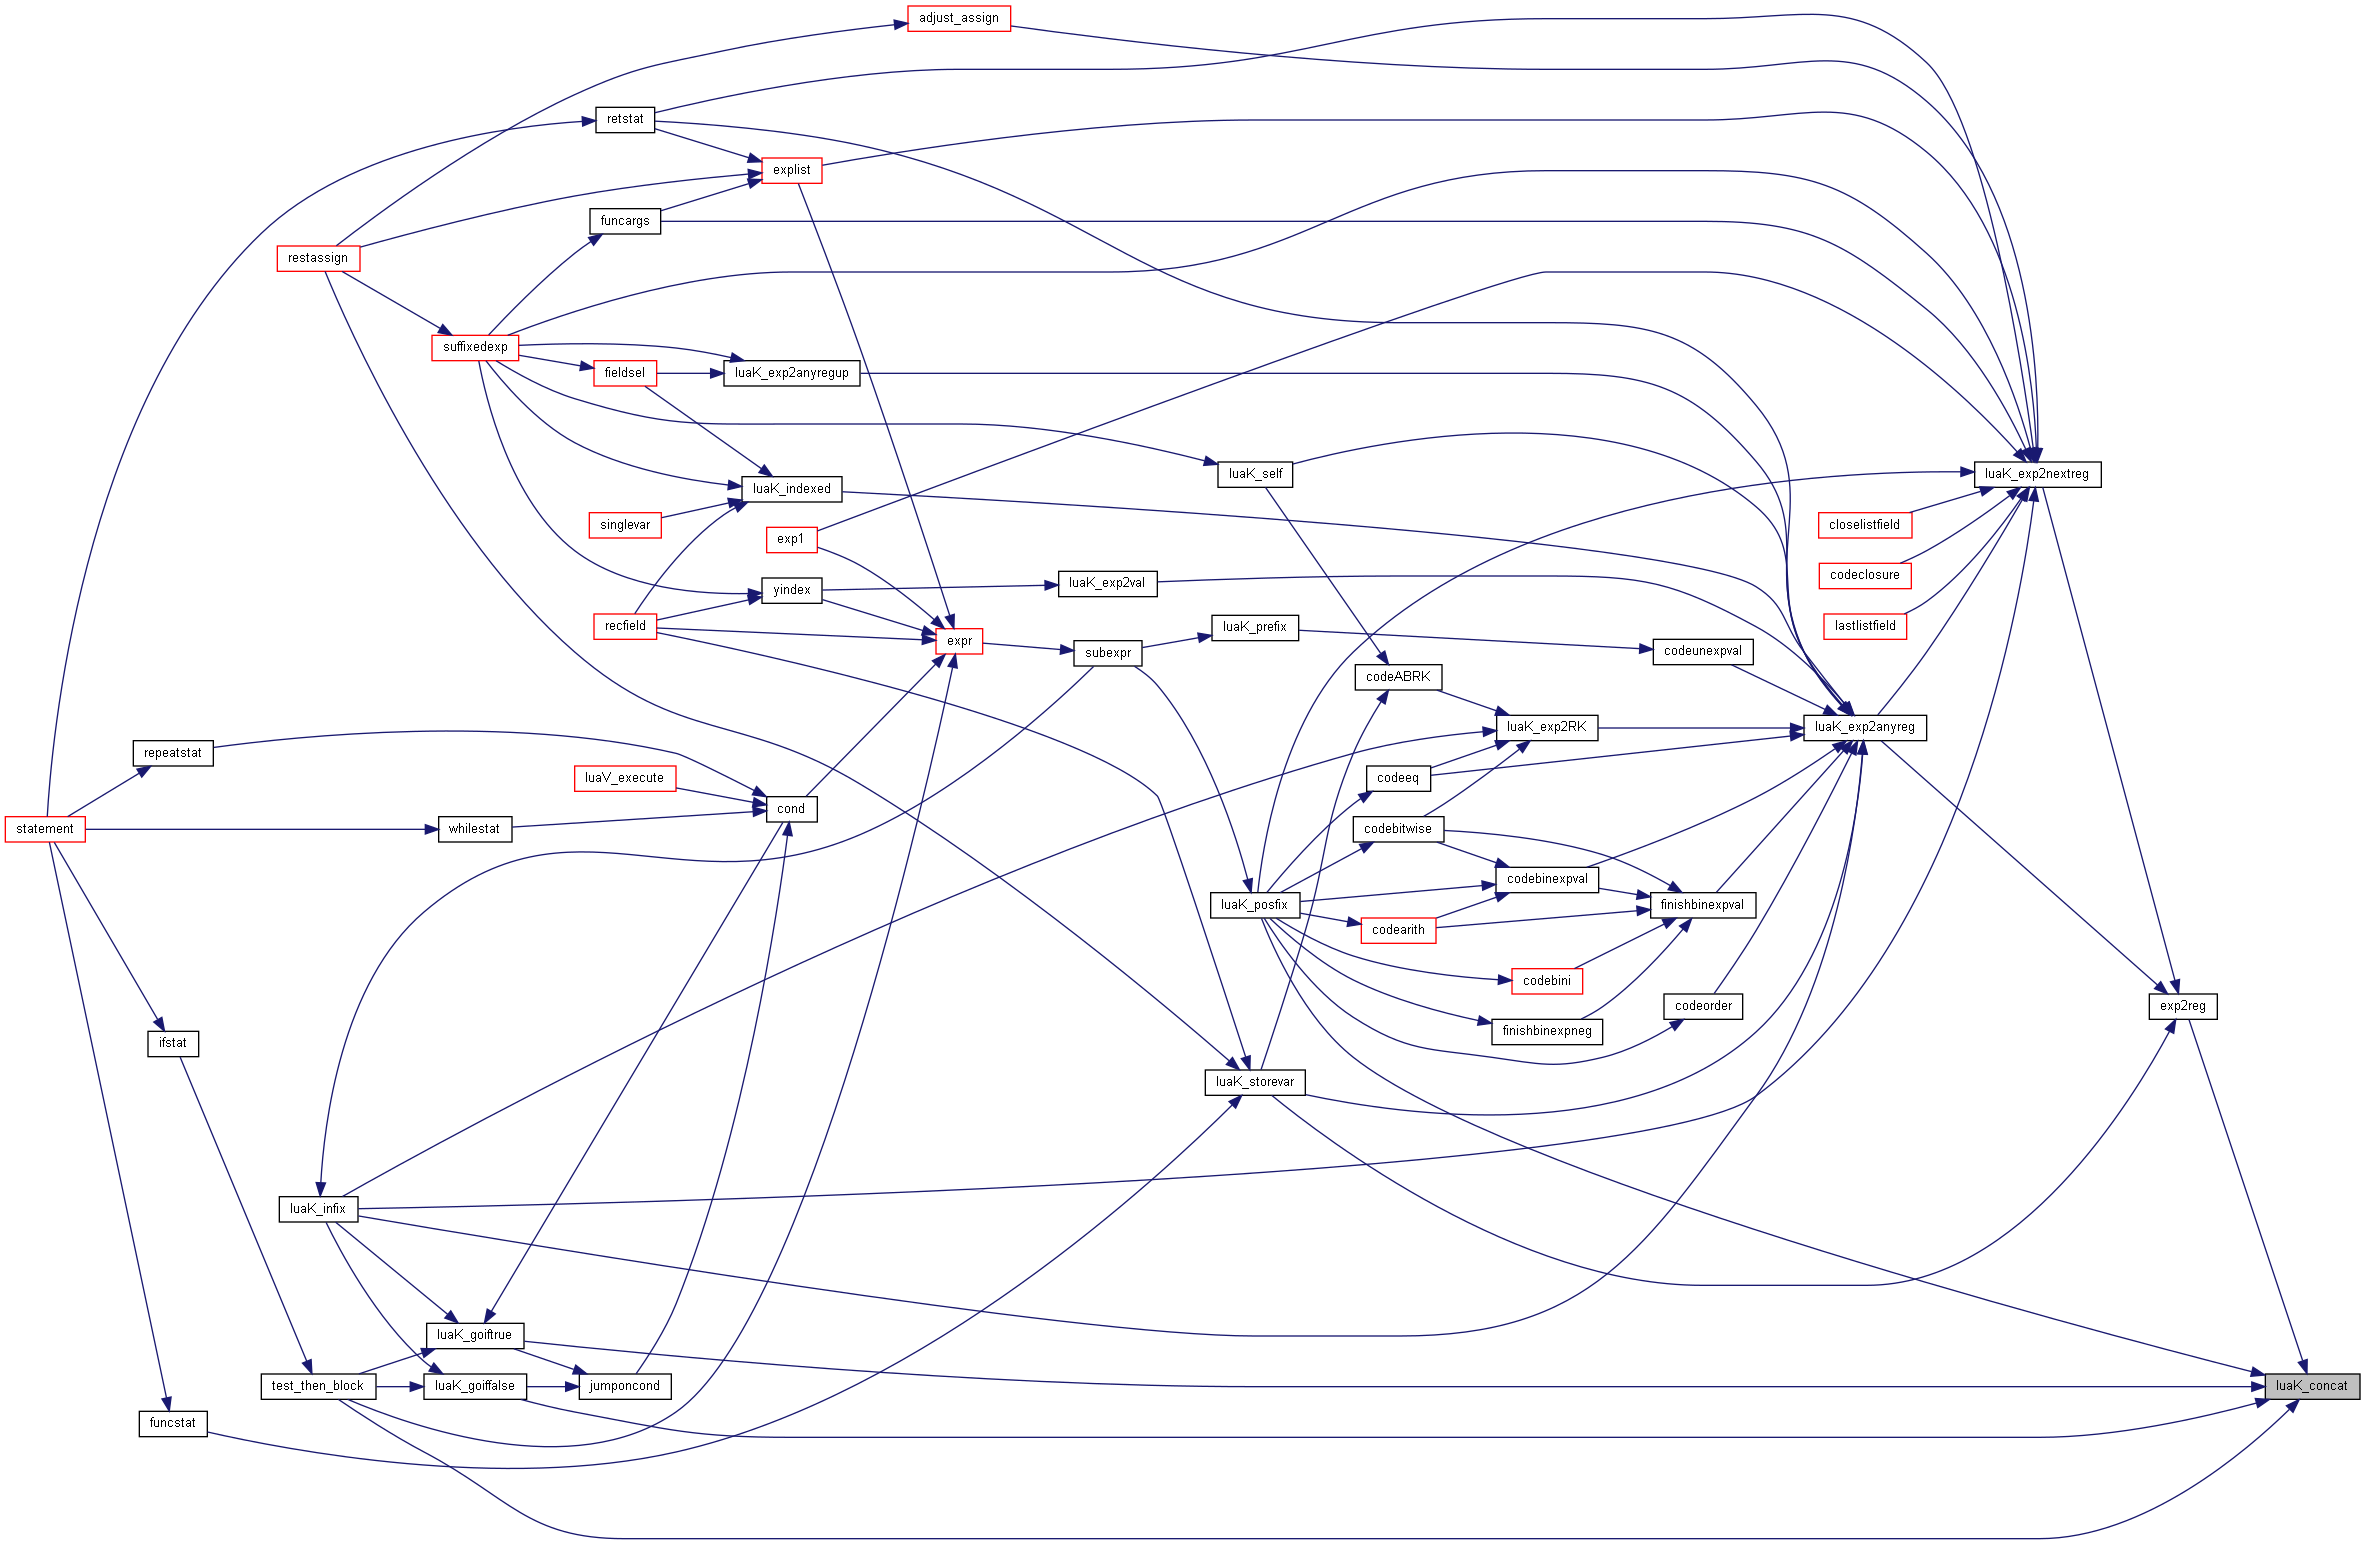 adjust_assign
retstat
explist
funcargs
restassign
suffixedexp
fieldsel
luaK_exp2anyregup
luaK_self
luaK_exp2nextreg
luaK_indexed
singlevar
exp1
closelistfield
yindex
luaK_exp2val
codeclosure
recfield
luaK_prefix
lastlistfield
expr
subexpr
codeunexpval
codeABRK
luaK_exp2RK
luaK_exp2anyreg
repeatstat
luaV_execute
codeeq
cond
statement
whilestat
codebitwise
codebinexpval
luaK_posfix
finishbinexpval
codearith
codebini
codeorder
exp2reg
finishbinexpneg
ifstat
luaK_storevar
luaK_infix
luaK_goiftrue
test_then_block
luaK_goiffalse
jumponcond
luaK_concat
funcstat